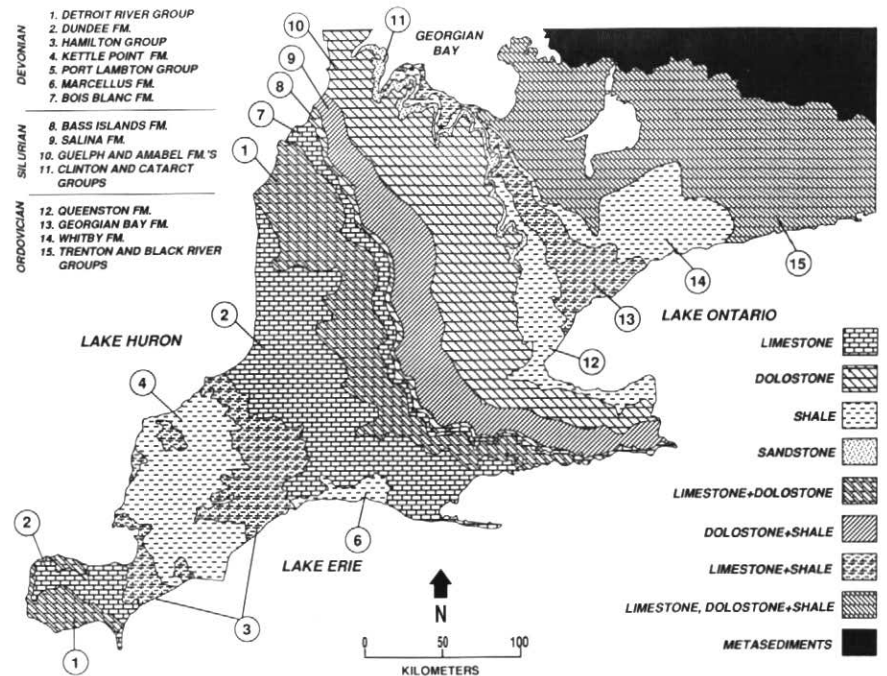 DEVONIAN
1. DETROIT RIVER GROUP
2. DUNDEE FM.
3. HAMILTON GROUP
4. KETTLE POINT FM.
5. PORT LAMBTON GROUP
6. MARCELLUS FM.
7. BOIS BLANC FM.
SILURIAN
8. BASS ISLANDS FM.
9. SALINA FM.
10. GUELPH AND AMABEL FM.'S
11. CLINTON AND CATARCT
GROUPS
ORDOVICIAN
12. QUEENSTON FM.
13. GEORGIAN BAY FM.
14. WHITBY FM.
15. TRENTON AND BLACK RIVER
GROUPS
10
11
GEORGIAN
BAY
9
8
7
1
2
4
2
1
3
6
12
13
14
15
LAKE HURON
LAKE ONTARIO
LAKE ERIE
N
0 50 100
KILOMETERS
LIMESTONE
DOLOSTONE
SHALE
SANDSTONE
LIMESTONE+DOLOSTONE
DOLOSTONE+SHALE
LIMESTONE+SHALE
LIMESTONE, DOLOSTONE+SHALE
METASEDIMENTS